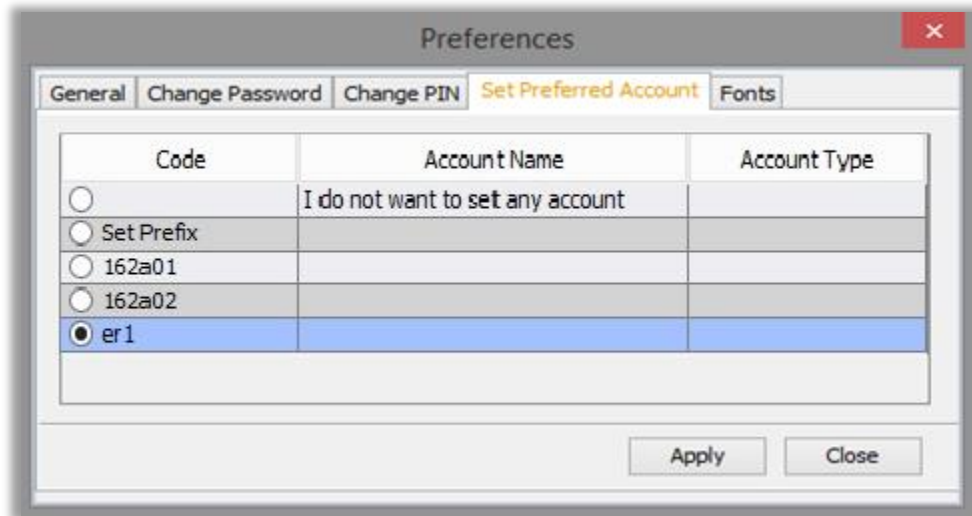 Preferences
General Change Password Change PIN Set Preferred Account Fonts
Code Account Name Account Type
I do not want to set any account
Set Prefix
162a01
162a02
er1
Apply Close